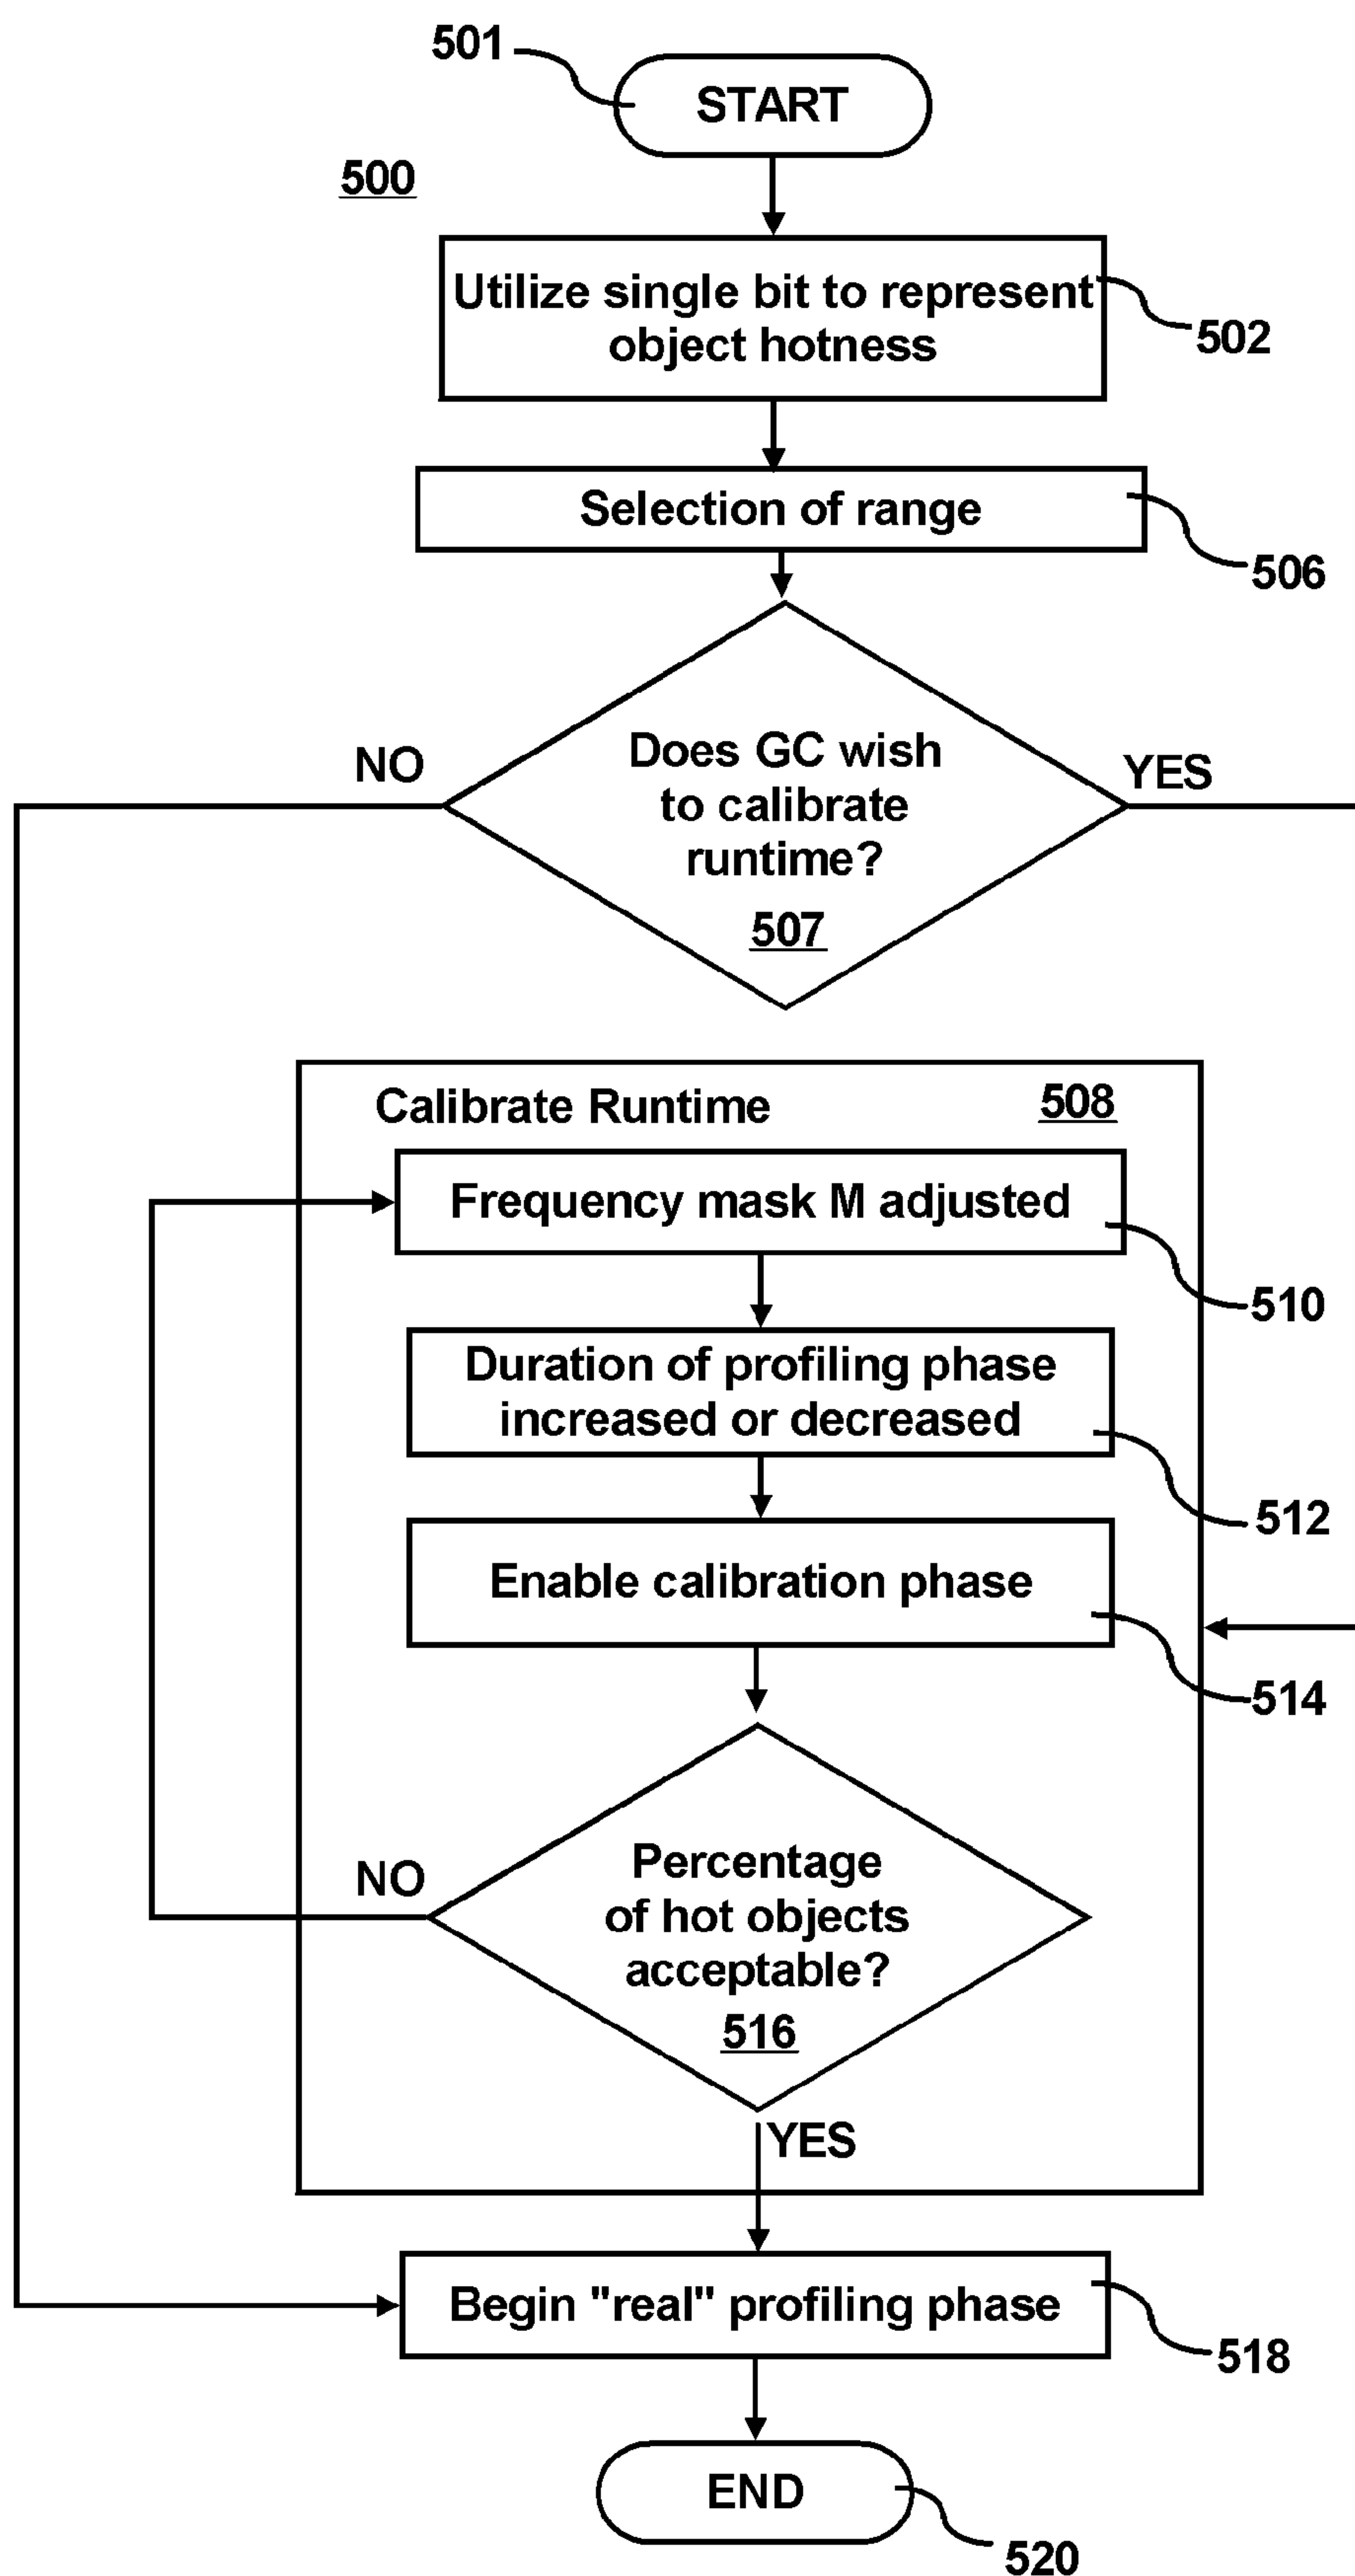 501
START
500
Utilize single bit to represent
object hotness
502
Selection of range
506
Does GC wish
to calibrate
runtime?
507
NO
YES
Calibrate Runtime
508
Frequency mask M adjusted
510
Duration of profiling phase
increased or decreased
512
Enable calibration phase
514
Percentage
of hot objects
acceptable?
516
NO
YES
Begin "real" profiling phase
518
END
520